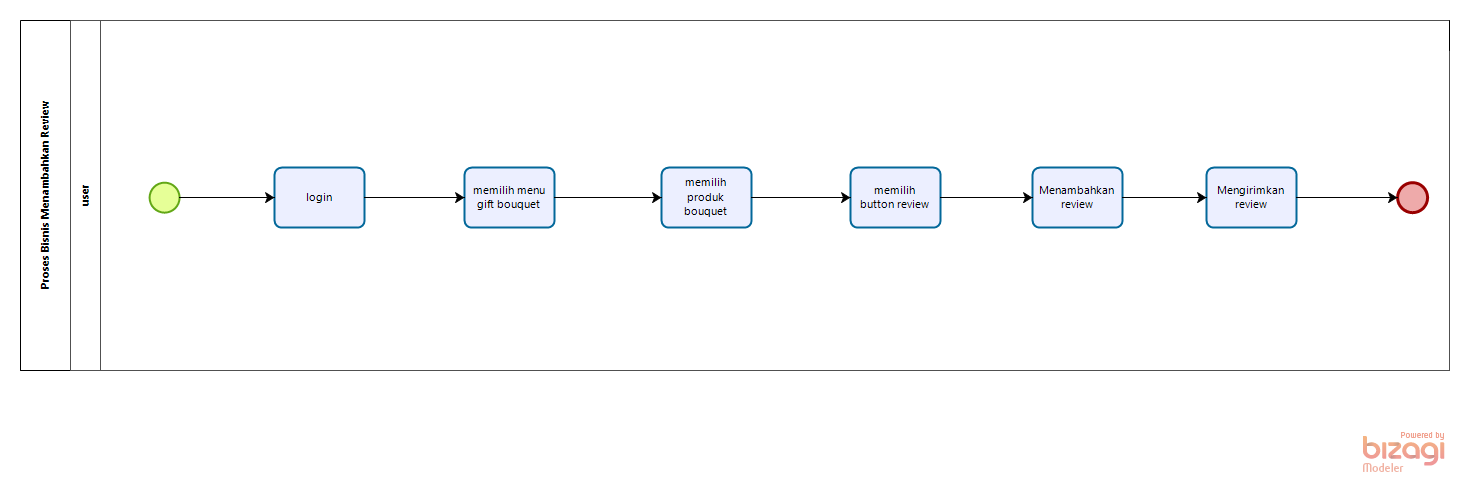 Proses Bisnis Menambahkan Review
user
login
memilih menu
gift bouquet
memilih
produk
bouquet
memilih
button review
Menambahkan
review
Mengirimkan
review
Powered by
bizagi
Modeler